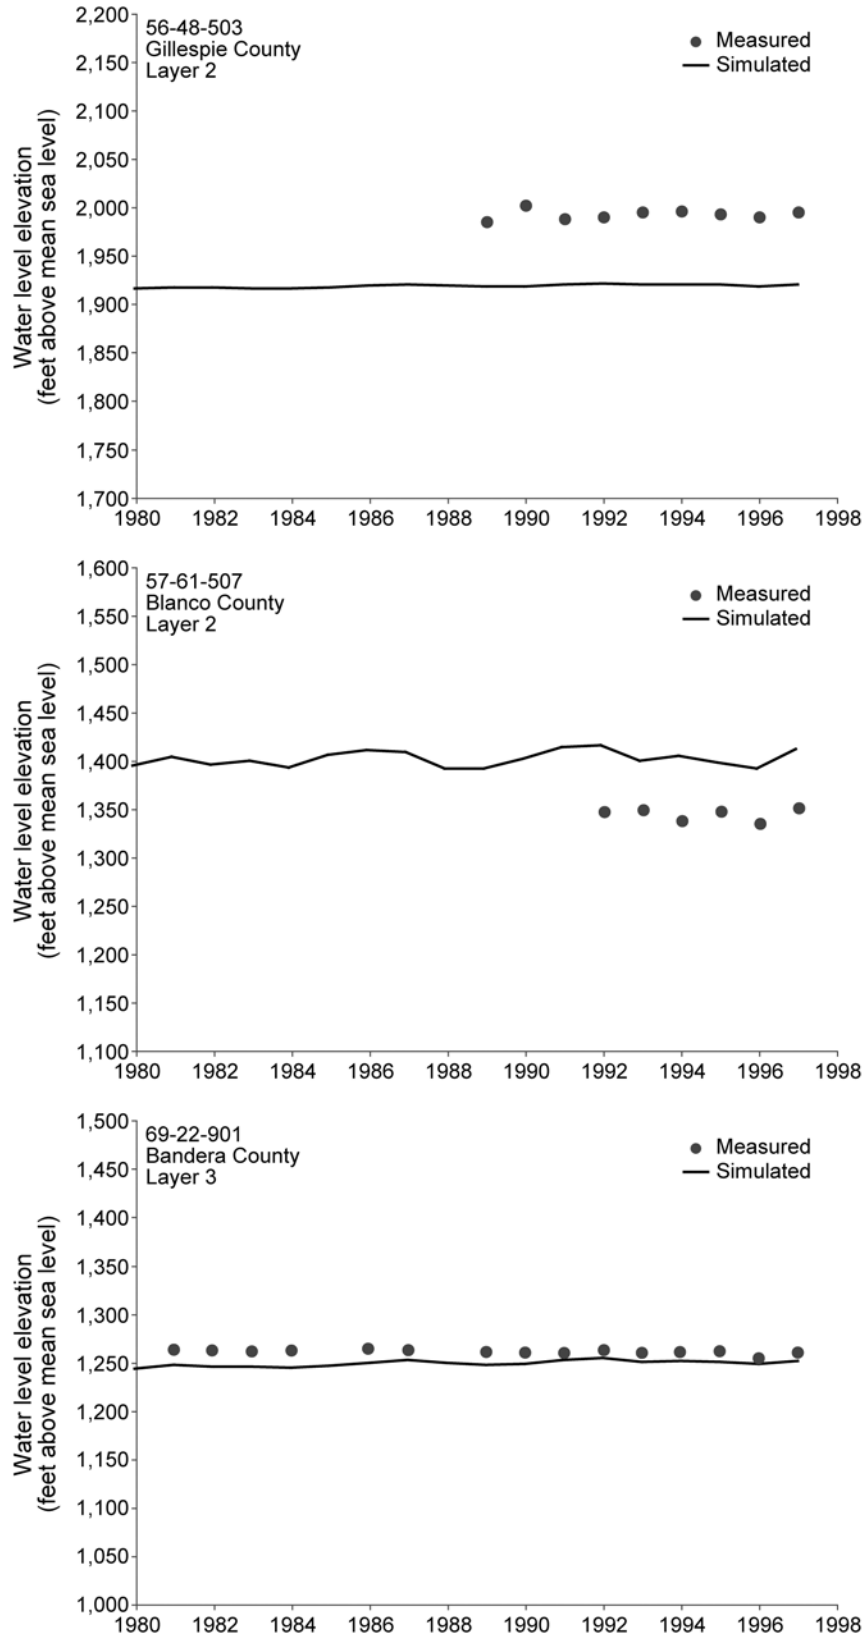 2,200
56-48-503
Gillespie County
Layer 2
Measured
Simulated
2,150
2,100
2,050
2,000
1,950
1,900
1,850
1,800
1,750
1,700
Water level elevation
(feet above mean sea level)
1980 1982 1984 1986 1988 1990 1992 1994 1996 1998
1,600
57-61-507
Blanco County
Layer 2
Measured
Simulated
1,550
1,500
1,450
1,400
1,350
1,300
1,250
1,200
1,150
1,100
Water level elevation
(feet above mean sea level)
1980 1982 1984 1986 1988 1990 1992 1994 1996 1998
1,500
69-22-901
Bandera County
Layer 3
Measured
Simulated
1,450
1,400
1,350
1,300
1,250
1,200
1,150
1,100
1,050
1,000
Water level elevation
(feet above mean sea level)
1980 1982 1984 1986 1988 1990 1992 1994 1996 1998